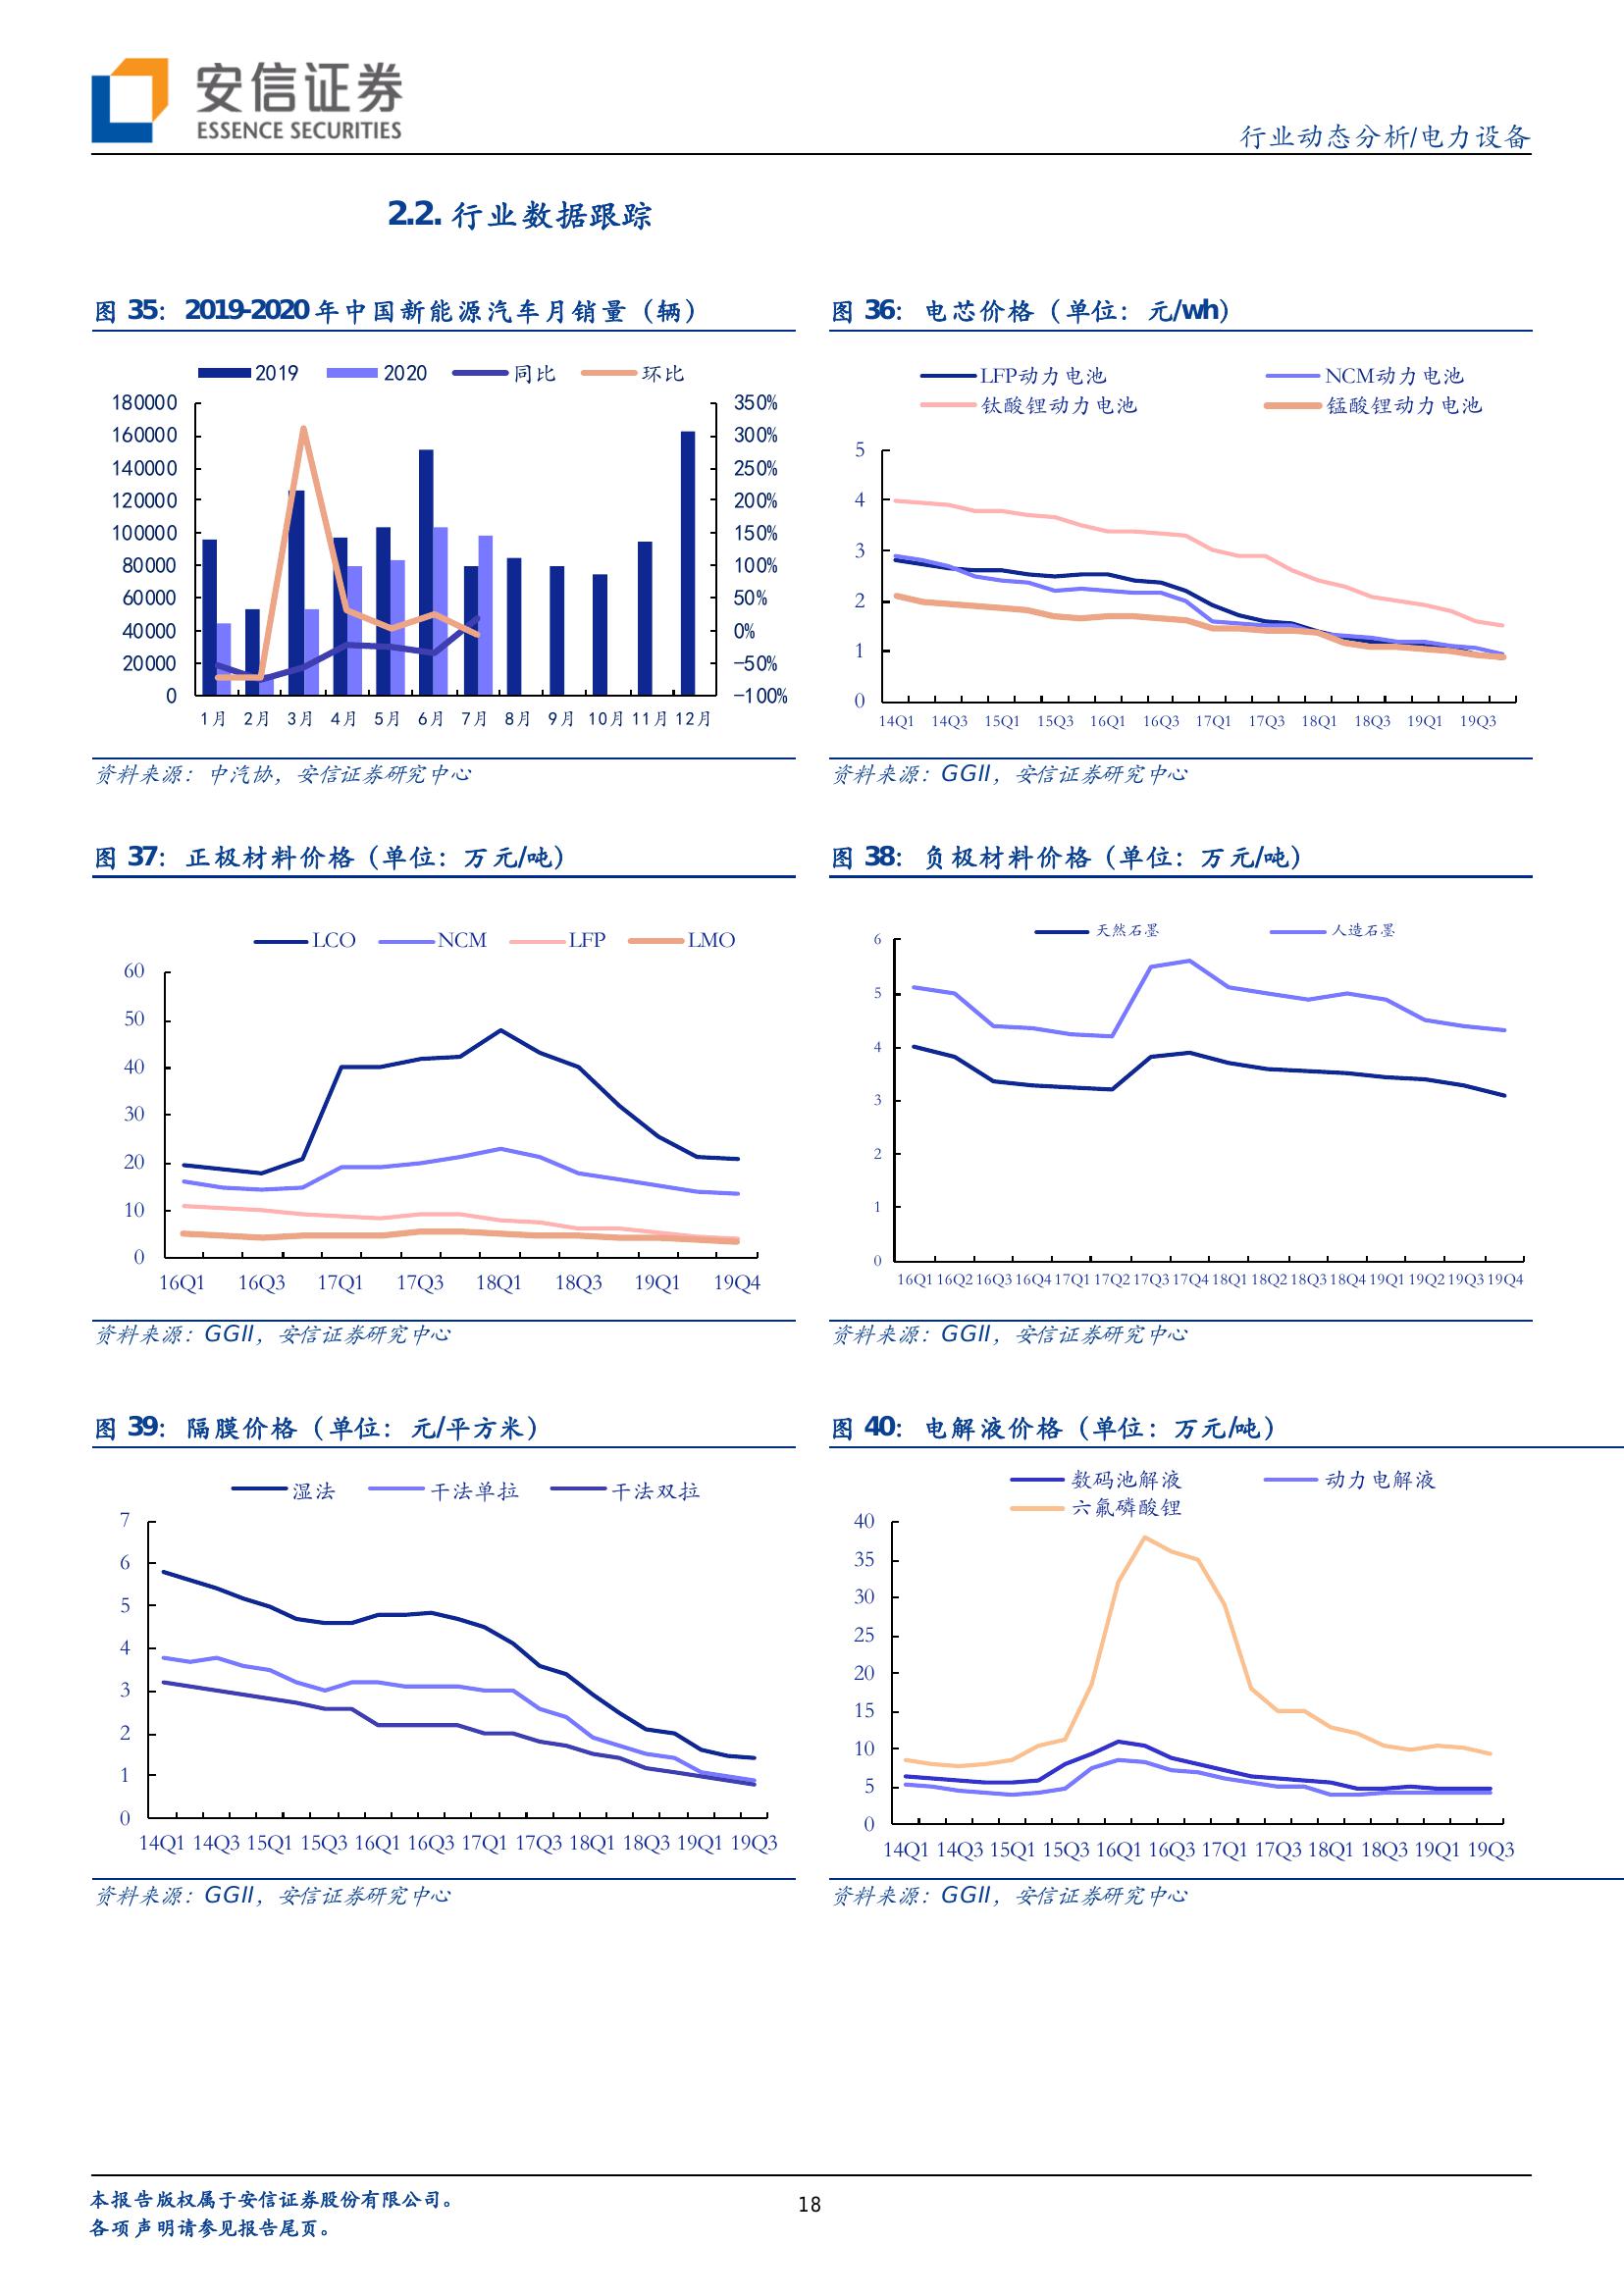 安信证券
ESSENCE SECURITIES
行业动态分析/电力设备
2.2. 行业数据跟踪
图 35：2019-2020 年中国新能源汽车月销量（辆）
2019 2020 同比 环比
180000
160000
140000
120000
100000
80000
60000
40000
20000
0
350%
300%
250%
200%
150%
100%
50%
0%
-50%
-100%
1月 2月 3月 4月 5月 6月 7月 8月 9月 10月 11月 12月
资料来源：中汽协，安信证券研究中心
图 36：电芯价格（单位：元/wh）
LFP动力电池 NCM动力电池
钛酸锂动力电池 锰酸锂动力电池
5
4
3
2
1
0
14Q1 14Q3 15Q1 15Q3 16Q1 16Q3 17Q1 17Q3 18Q1 18Q3 19Q1 19Q3
资料来源：GGII，安信证券研究中心
图 37：正极材料价格（单位：万元/吨）
LCO NCM LFP LMO
60
50
40
30
20
10
0
16Q1 16Q3 17Q1 17Q3 18Q1 18Q3 19Q1 19Q4
资料来源：GGII，安信证券研究中心
图 38：负极材料价格（单位：万元/吨）
天然石墨 人造石墨
6
5
4
3
2
1
0
16Q1 16Q2 16Q3 16Q4 17Q1 17Q2 17Q3 17Q4 18Q1 18Q2 18Q3 18Q4 19Q1 19Q2 19Q3 19Q4
资料来源：GGII，安信证券研究中心
图 39：隔膜价格（单位：元/平方米）
湿法 干法单拉 干法双拉
7
6
5
4
3
2
1
0
14Q1 14Q3 15Q1 15Q3 16Q1 16Q3 17Q1 17Q3 18Q1 18Q3 19Q1 19Q3
资料来源：GGII，安信证券研究中心
图 40：电解液价格（单位：万元/吨）
数码池解液 动力电解液
六氟磷酸锂
40
35
30
25
20
15
10
5
0
14Q1 14Q3 15Q1 15Q3 16Q1 16Q3 17Q1 17Q3 18Q1 18Q3 19Q1 19Q3
资料来源：GGII，安信证券研究中心
本报告版权属于安信证券股份有限公司。
各项声明请参见报告尾页。
18